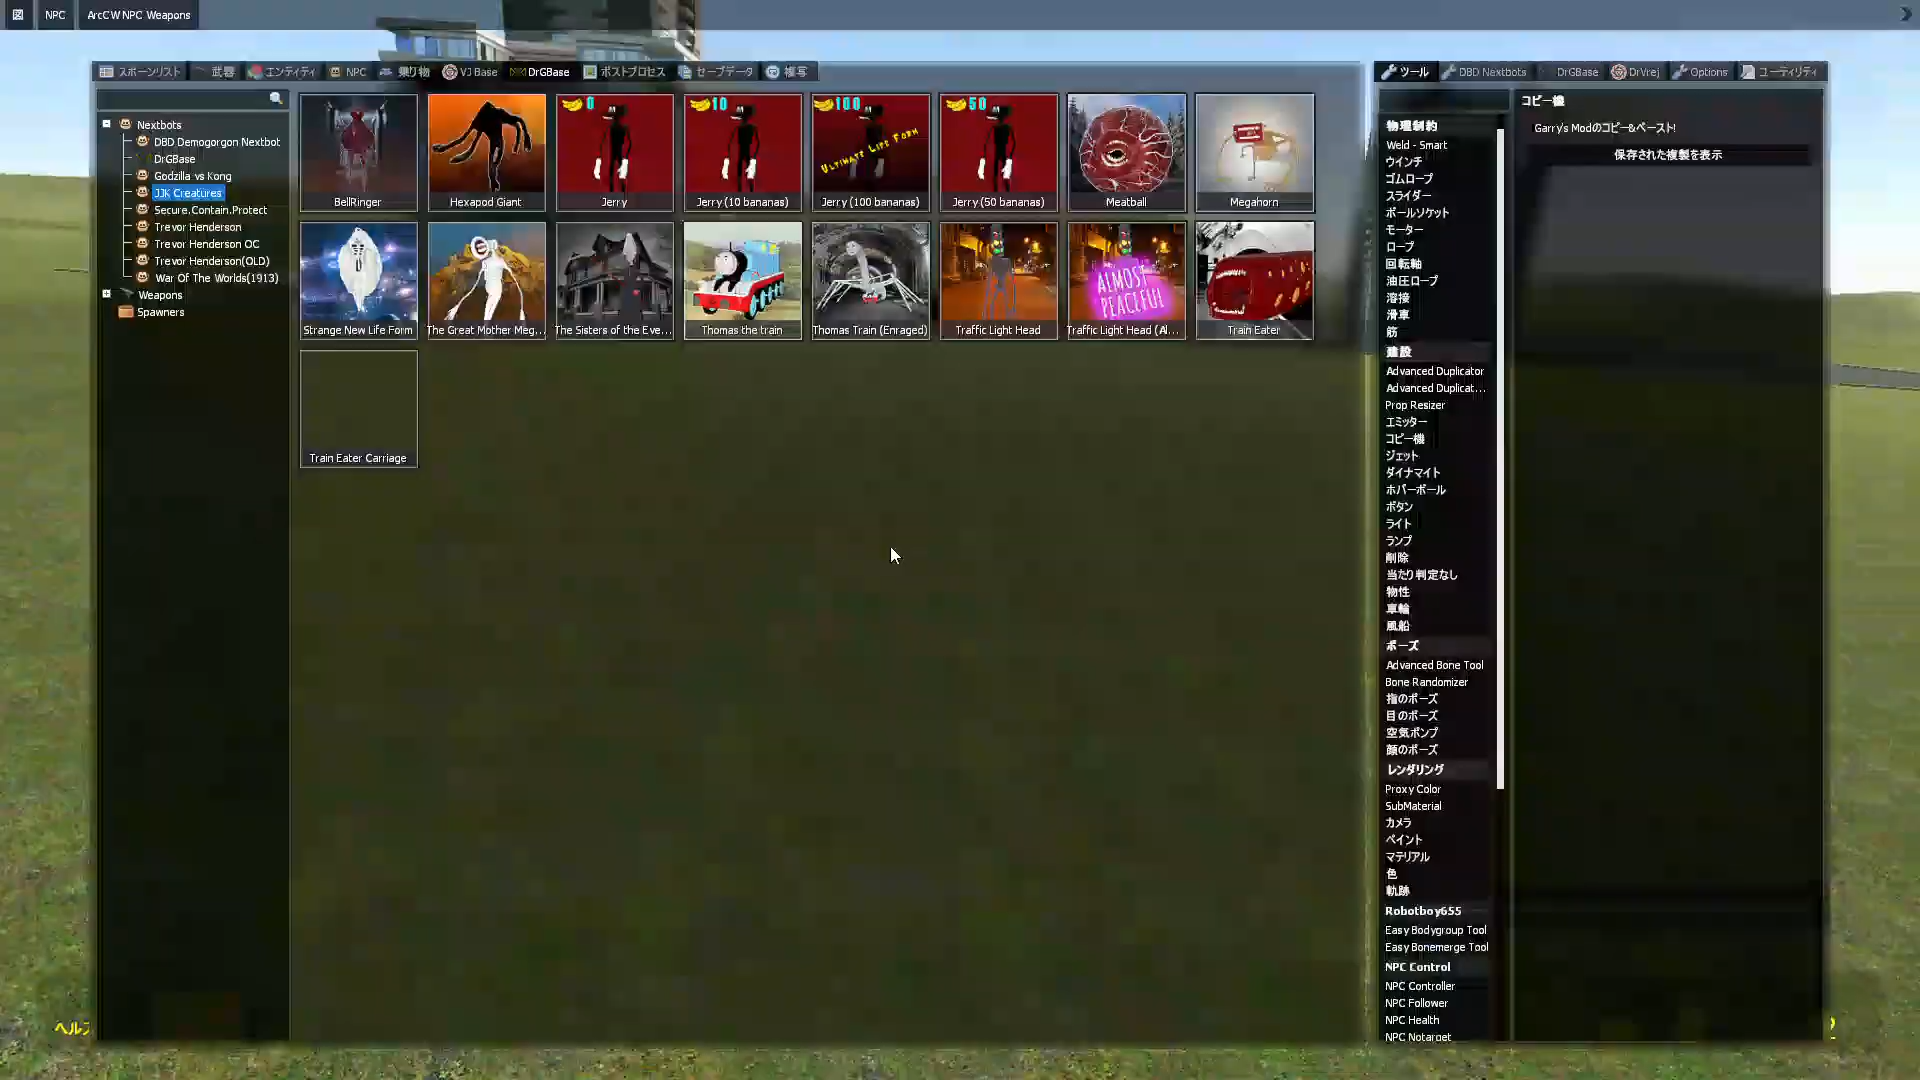 NPC
ArcCW NPC Weapons
スポーンリスト
武器
エンティティ
NPC
乗り物
VJ Base
DrGBase
ポストプロセス
セーブデータ
複写
ツール
DBD Nextbots
DrGBase
DrVrej
Options
ユーティリティ
Nextbots
DBD Demogorgon Nextbot
DrGBase
Godzilla vs Kong
JJK Creatures
Secure.Contain.Protect
Trevor Henderson
Trevor Henderson OC
Trevor Henderson(OLD)
War Of The Worlds(1913)
Weapons
Spawners
0
10
100
50
ULTIMATE LIFE FORM
BellRinger
Hexapod Giant
Jerry
Jerry (10 bananas)
Jerry (100 bananas)
Jerry (50 bananas)
Meatball
Megahorn
ALMOST
PEACEFUL
Strange New Life Form
The Great Mother Meg...
The Sisters of the Eve...
Thomas the train
Thomas Train (Enraged)
Traffic Light Head
Traffic Light Head (Al...
Train Eater
Train Eater Carriage
物理制約
Weld - Smart
ウインチ
ゴムロープ
スライダー
ボールソケット
モーター
ロープ
回転軸
油圧ロープ
溶接
滑車
筋
建設
Advanced Duplicator
Advanced Duplicat...
Prop Resizer
エミッター
コピー機
ジェット
ダイナマイト
ホバーボール
ボタン
ライト
ランプ
削除
当たり判定なし
物性
車輪
風船
ポーズ
Advanced Bone Tool
Bone Randomizer
指のポーズ
目のポーズ
空気ポンプ
顔のポーズ
レンダリング
Proxy Color
SubMaterial
カメラ
ペイント
マテリアル
色
軌跡
Robotboy655
Easy Bodygroup Tool
Easy Bonemerge Tool
NPC Control
NPC Controller
NPC Follower
NPC Health
NPC Notarget
コピー機
Garry's Modのコピー&ペースト!
保存された複製を表示
ヘルプ